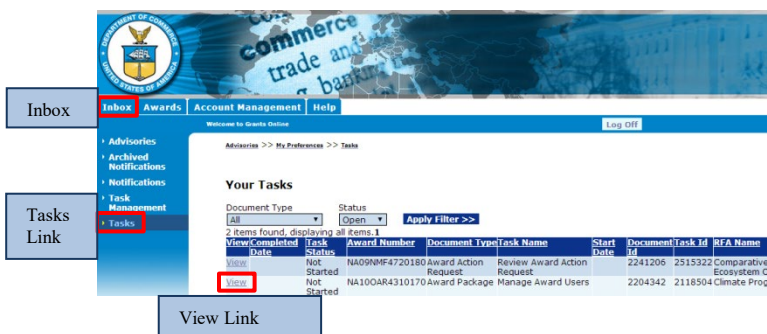 DEPARTMENT OF COMMERCE
UNITED STATES OF AMERICA
commerce
trade and
banking
Inbox
Inbox Awards Account Management Help
Welcome to Grants Online Log Off
Advisories
Archived
Notifications
Notifications
Task
Management
Tasks
Tasks
Link
Advisories >> My Preferences >> Tasks
Your Tasks
Document Type Status
All Open Apply Filter >>
2 items found, displaying all items.1
View Completed Task Award Number Document Type Task Name Start Document Task Id RFA Name
Date Status Date Id
View Not NA09NMF4720180 Award Action Review Award Action 2241206 2515322 Comparative
Started Request Request Ecosystem O
View Not NA10OAR4310170 Award Package Manage Award Users 2204342 2118504 Climate Prog
Started
View Link